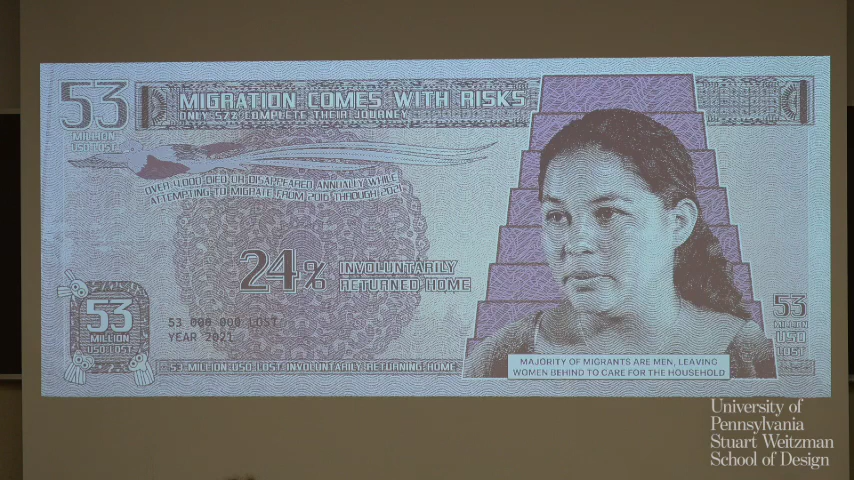 53
MILLION
USD LOST
MIGRATION COMES WITH RISKS
ONLY 57% COMPLETE THEIR JOURNEY
OVER 4,000 DIED OR DISAPPEARED ANNUALLY WHILE
ATTEMPTING TO MIGRATE FROM 2016 THROUGH 2021
24% INVOLUNTARILY
RETURNED HOME
53
MILLION
USD LOST
53 000 000 LOST
YEAR 2021
53 MILLION USD LOST INVOLUNTARILY RETURNING HOME
MAJORITY OF MIGRANTS ARE MEN, LEAVING
WOMEN BEHIND TO CARE FOR THE HOUSEHOLD
53
MILLION
USD
LOST
University of
Pennsylvania
Stuart Weitzman
School of Design